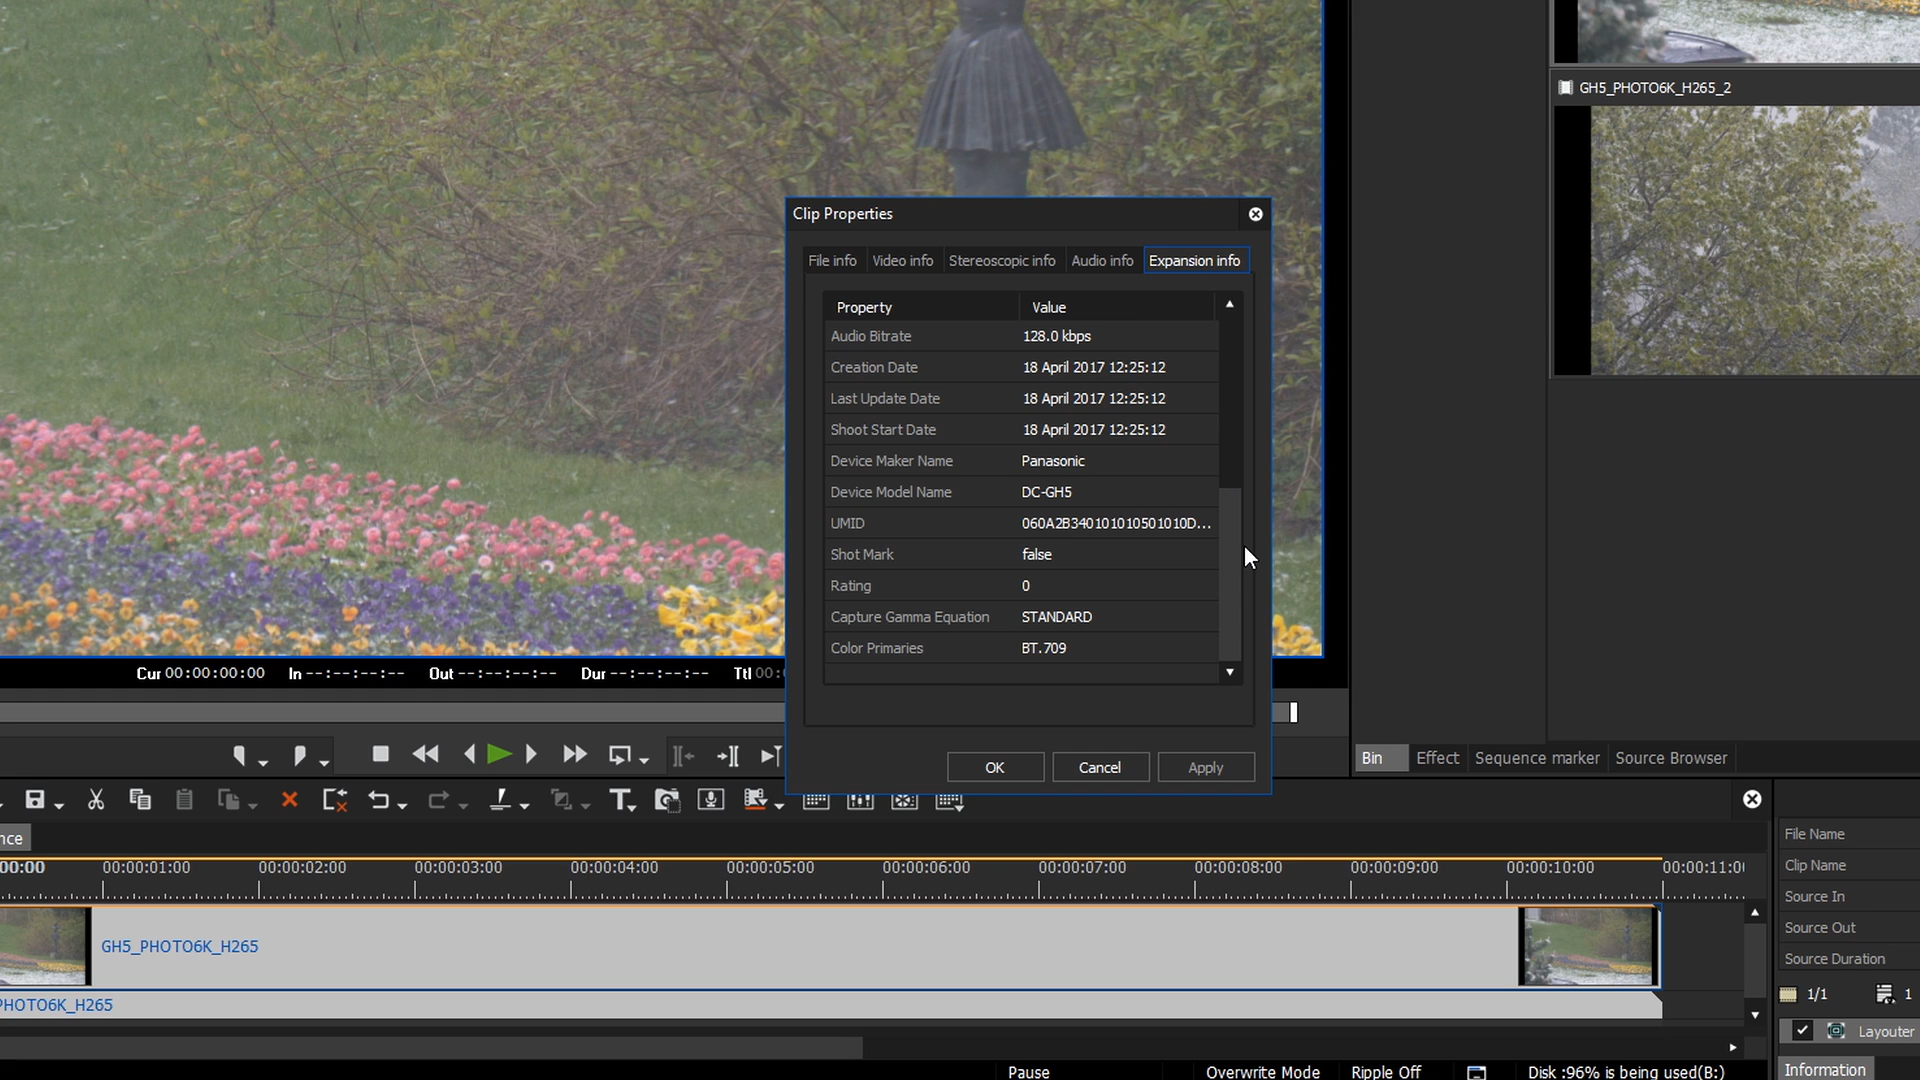 GH5_PHOTO6K_H265_2
Clip Properties
File info Video info Stereoscopic info Audio info Expansion info
Property Value
Audio Bitrate 128.0 kbps
Creation Date 18 April 2017 12:25:12
Last Update Date 18 April 2017 12:25:12
Shoot Start Date 18 April 2017 12:25:12
Device Maker Name Panasonic
Device Model Name DC-GH5
UMID 060A2B340101010501010D...
Shot Mark false
Rating 0
Capture Gamma Equation STANDARD
Color Primaries BT.709
OK Cancel Apply
Cur 00:00:00:00 In --:--:--:-- Out --:--:--:-- Dur --:--:--:-- Ttl 00:
Bin Effect Sequence marker Source Browser
nce
00:00 00:00:01:00 00:00:02:00 00:00:03:00 00:00:04:00 00:00:05:00 00:00:06:00 00:00:07:00 00:00:08:00 00:00:09:00 00:00:10:00 00:00:11:0
GH5_PHOTO6K_H265
PHOTO6K_H265
File Name
Clip Name
Source In
Source Out
Source Duration
1/1 1
Layouter
Information
Pause Overwrite Mode Ripple Off Disk :96% is being used(B:)